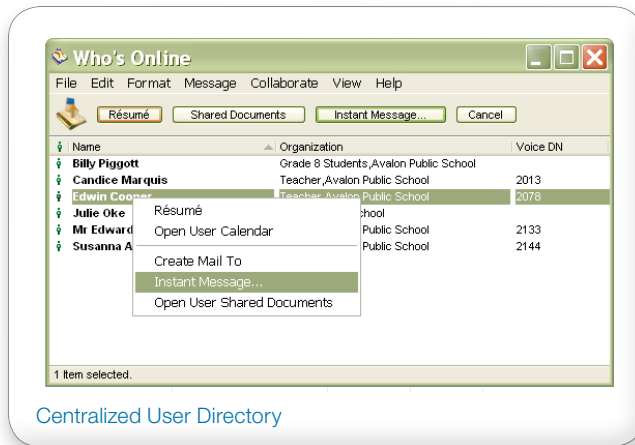 Who's Online
File Edit Format Message Collaborate View Help
Résumé Shared Documents Instant Message... Cancel
Name Organization Voice DN
Billy Piggott Grade 8 Students,Avalon Public School
Candice Marquis Teacher,Avalon Public School 2013
Edwin Cooper Teacher,Avalon Public School 2078
Julie Oke hool
Mr Edward Public School 2133
Susanna A Public School 2144
Résumé
Open User Calendar
Create Mail To
Instant Message...
Open User Shared Documents
1 Item selected.
Centralized User Directory